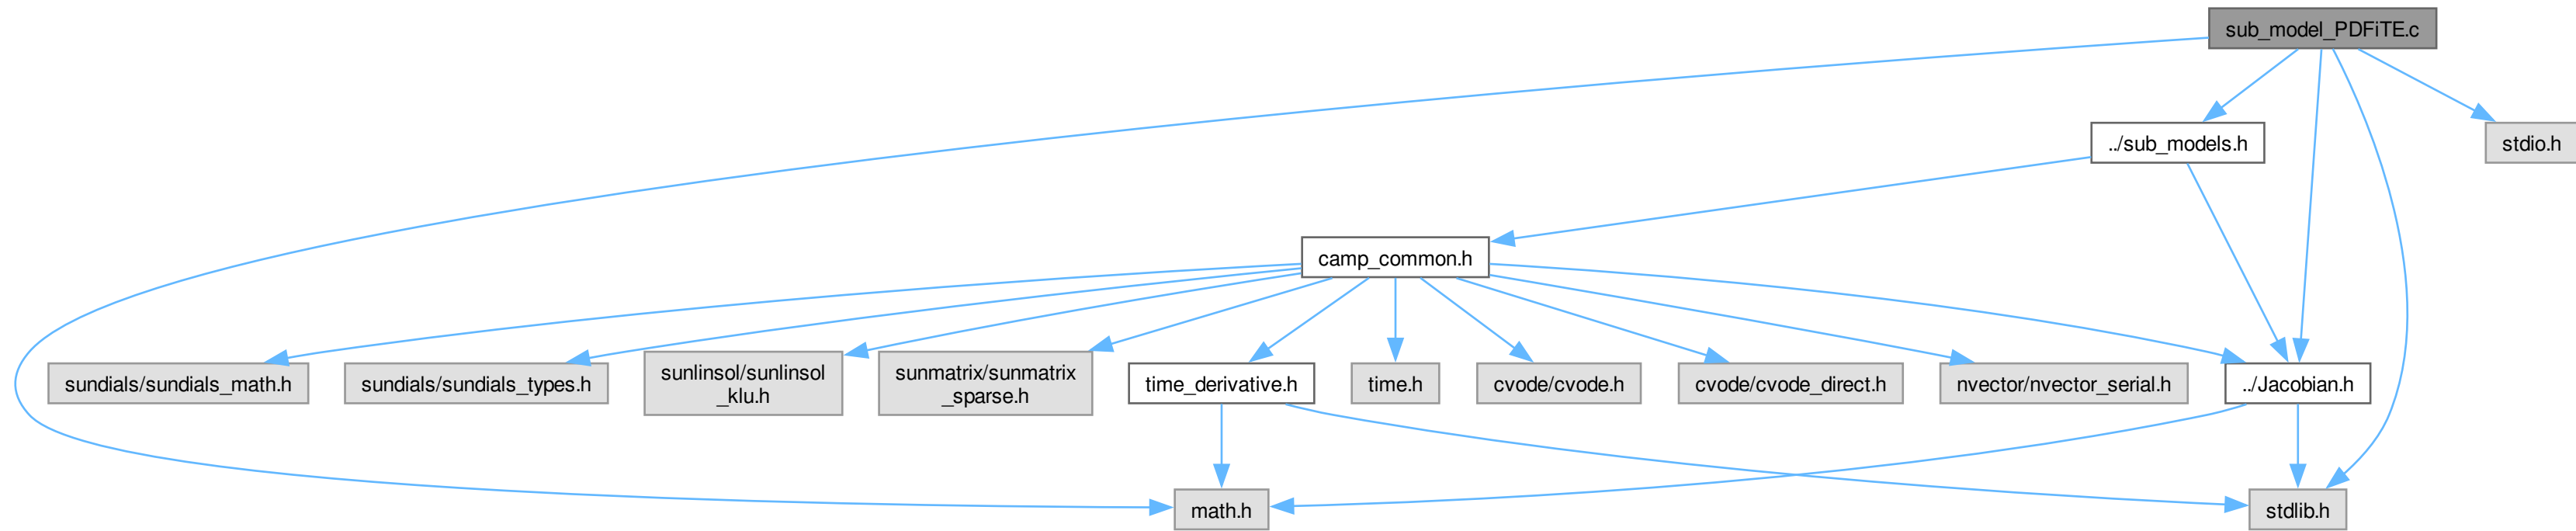 sub_model_PDFiTE.c
../sub_models.h
stdio.h
camp_common.h
sundials/sundials_math.h
sundials/sundials_types.h
sunlinsol/sunlinsol
_klu.h
sunmatrix/sunmatrix
_sparse.h
time_derivative.h
time.h
cvode/cvode.h
cvode/cvode_direct.h
nvector/nvector_serial.h
../Jacobian.h
math.h
stdlib.h